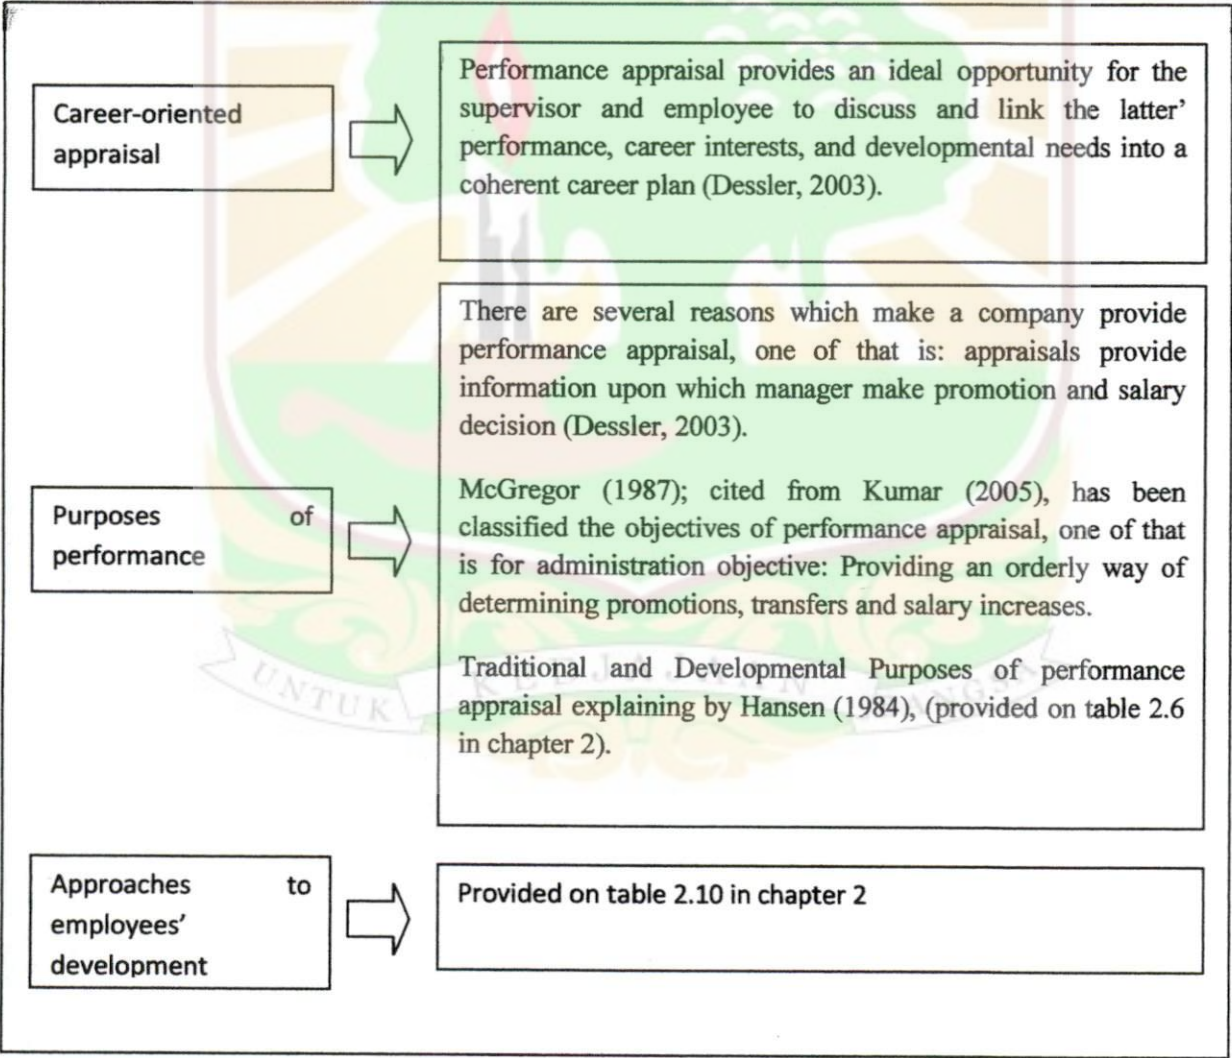 Career-oriented
appraisal
Performance appraisal provides an ideal opportunity for the
supervisor and employee to discuss and link the latter'
performance, career interests, and developmental needs into a
coherent career plan (Dessler, 2003).
Purposes of
performance
There are several reasons which make a company provide
performance appraisal, one of that is: appraisals provide
information upon which manager make promotion and salary
decision (Dessler, 2003).
McGregor (1987); cited from Kumar (2005), has been
classified the objectives of performance appraisal, one of that
is for administration objective: Providing an orderly way of
determining promotions, transfers and salary increases.
Traditional and Developmental Purposes of performance
appraisal explaining by Hansen (1984), (provided on table 2.6
in chapter 2).
Approaches to
employees'
development
Provided on table 2.10 in chapter 2
UNTUK